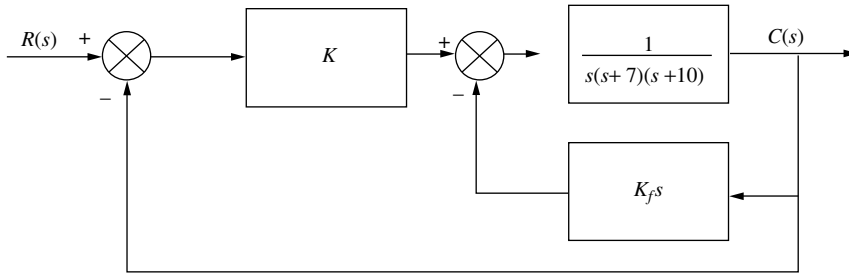 R(s)
+
−
K
+
−
1
s(s+ 7)(s +10)
C(s)
K_f s